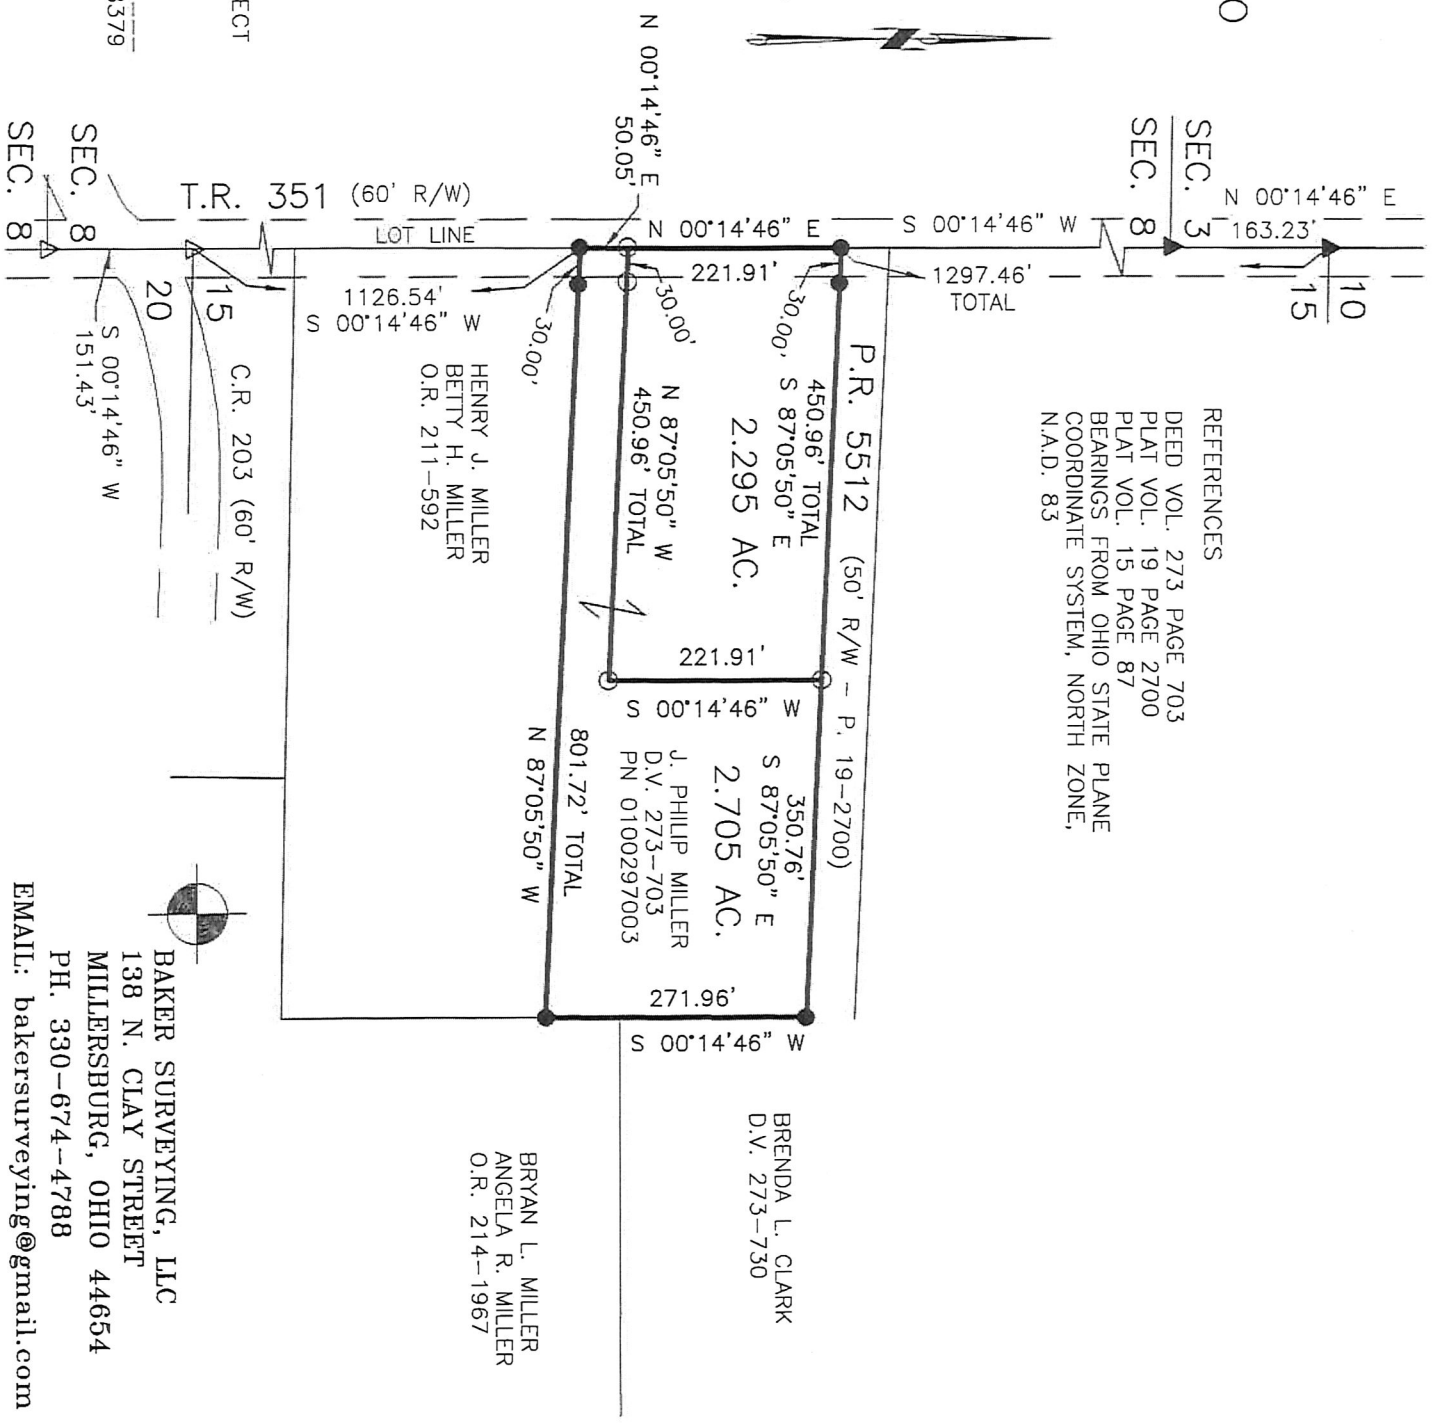 O
ECT
3379
N 00°14'46" E
50.05'
SEC. 3
SEC. 8
N 00°14'46" E
163.23'
10
15
S 00°14'46" W
1297.46'
TOTAL
T.R. 351 (60' R/W)
LOT LINE
N 00°14'46" E
221.91'
30.00'
30.00'
30.00'
1126.54'
S 00°14'46" W
SEC. 8
SEC. 8
15
20
S 00°14'46" W
151.43'
C.R. 203 (60' R/W)
HENRY J. MILLER
BETTY H. MILLER
O.R. 211-592
P.R. 5512 (50' R/W - P. 19-2700)
450.96' TOTAL
S 87°05'50" E
2.295 AC.
N 87°05'50" W
450.96' TOTAL
221.91'
S 00°14'46" W
350.76'
S 87°05'50" E
2.705 AC.
J. PHILIP MILLER
D.V. 273-703
PN 0100297003
801.72' TOTAL
N 87°05'50" W
271.96'
S 00°14'46" W
REFERENCES
DEED VOL. 273 PAGE 703
PLAT VOL. 19 PAGE 2700
PLAT VOL. 15 PAGE 87
BEARINGS FROM OHIO STATE PLANE
COORDINATE SYSTEM, NORTH ZONE,
N.A.D. 83
BRENDA L. CLARK
D.V. 273-730
BRYAN L. MILLER
ANGELA R. MILLER
O.R. 214-1967
BAKER SURVEYING, LLC
138 N. CLAY STREET
MILLERSBURG, OHIO 44654
PH. 330-674-4788
EMAIL: bakersurveying@gmail.com